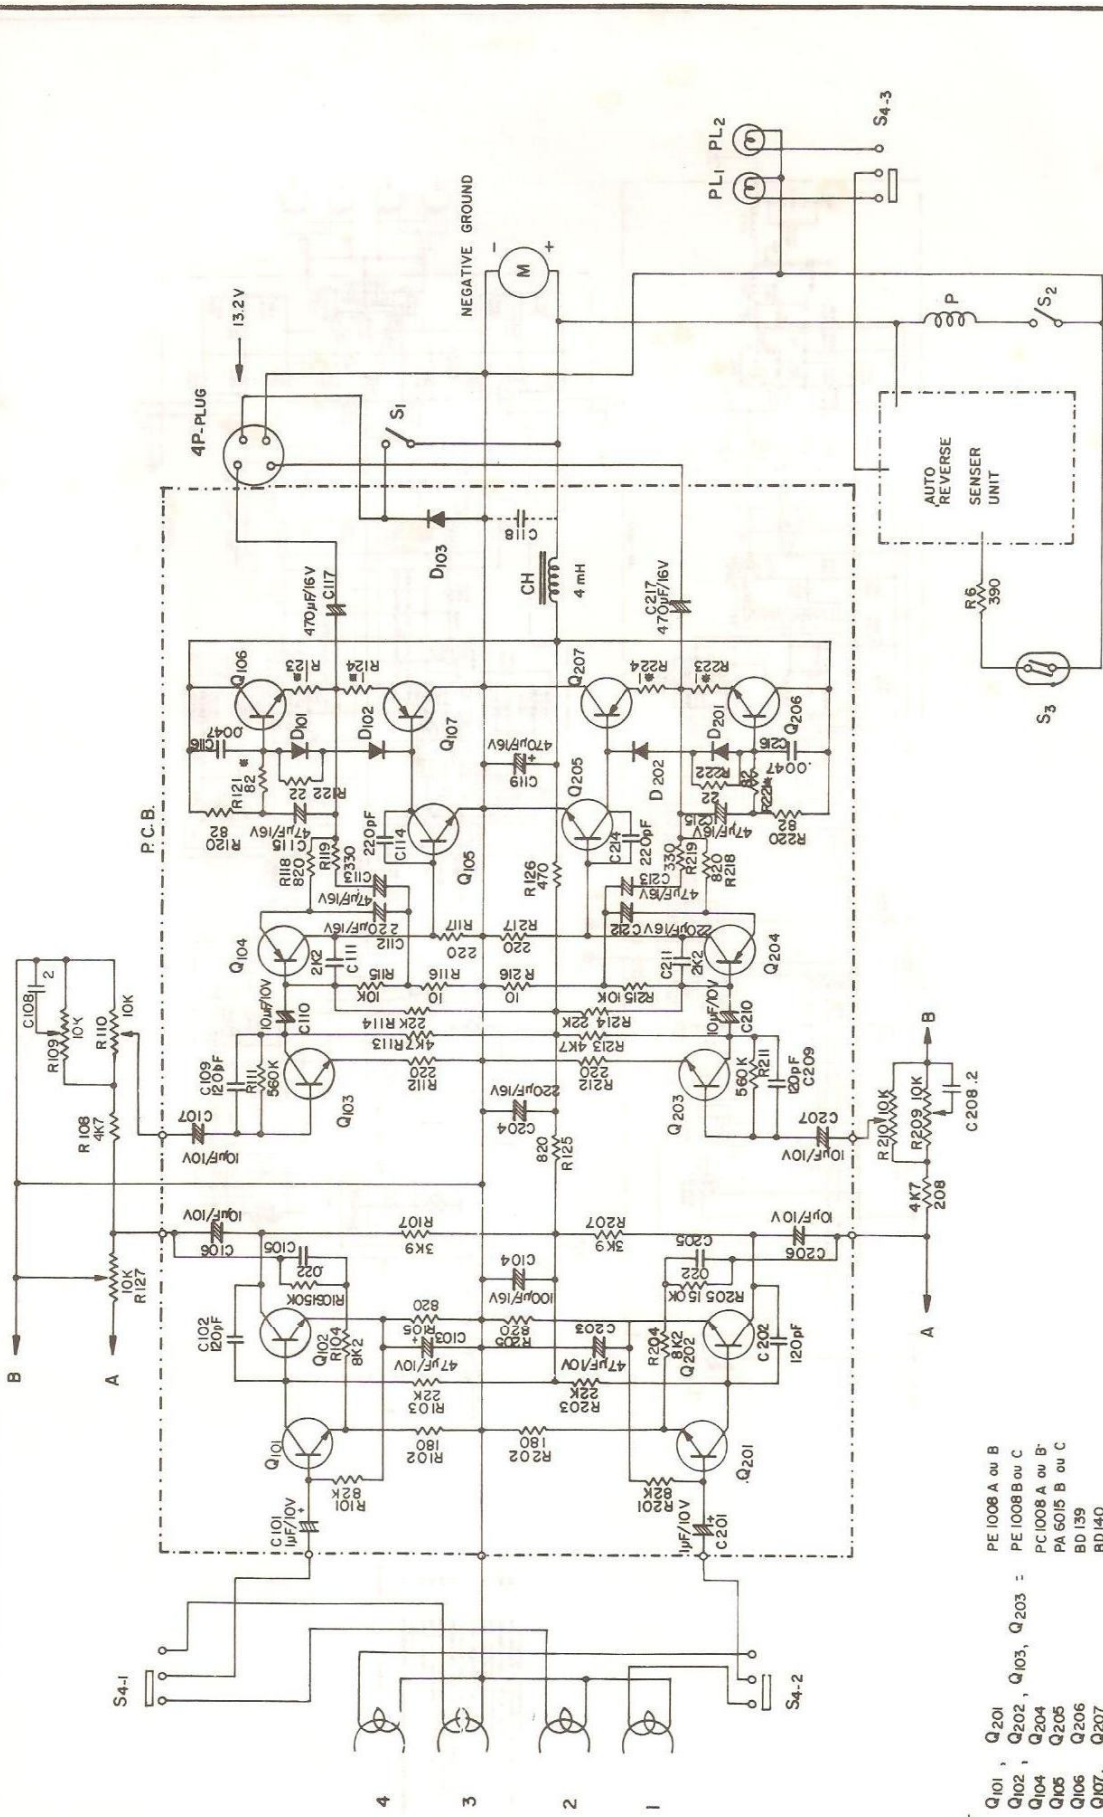 NEGATIVE GROUND
13.2V
4P-PLUG
PL1
PL2
S4-3
S1
M
-
+
P
S2
AUTO
REVERSE
SENSER
UNIT
R6
390
S3
P.C.B.
D103
C118
CH
4 mH
470µF/16V
C117
C217
470µF/16V
Q106
R123
*
R124
*
D101
D102
Q107
C116
.0047
R121
82
*
R122
22
R120
82
47µF/16V
C115
R118
820
R119
330
C114
220pF
Q105
C113
47µF/16V
220µF/16V
C112
470µF/16V
C119
+
Q207
R224
*
R223
*
D201
D202
Q206
C216
.0047
R222
22
R221*
82
R220
82
C215
47µF/16V
Q205
C214
220pF
330
R219
820
R218
C213
47µF/16V
220µF/16V
C212
R126
470
Q104
2K2
C111
R117
220
R217
220
R115
10K
R116
10
R216
10
R215 10K
C211
2K2
Q204
10µF/10V
C110
22K R114
4K7 R113
22K
R214
R213
4K7
10µF/10V
C210
C109
120pF
R111
560K
Q103
R112
220
R212
220
Q203
R211
560K
C209
120pF
220µF/16V
C204
820
R125
C107
10µF/10V
C207
10µF/10V
C108
2
R109
10K
R110
10K
R108
4K7
R210 10K
R209 10K
C208 .2
4K7
208
B
A
10K
R127
B
A
10µF/10V
C106
C105
.022
R106 150K
R107
3K9
R207
3K9
C104
100µF/16V
C205
.022
R205 150K
10µF/10V
C206
C102
120pF
Q102
R104
8K2
R105
820
C103
47µF/10V
+
820
R205
C203
47µF/10V
R204
8K2
Q202
C202
120pF
R103
22K
R203
22K
Q101
R102
180
R202
180
Q201
R101
82K
R201
82K
C101
1µF/10V
+
1µF/10V
C201
+
S4-1
S4-2
4
3
2
1
Q101, Q201 PE 1008 A ou B
Q102, Q202, Q103, Q203 = PE 1008 B ou C
Q104 Q204 PC 1008 A ou B
Q105 Q205 PA 6015 B ou C
Q106 Q206 BD 139
Q107, Q207 BD 140